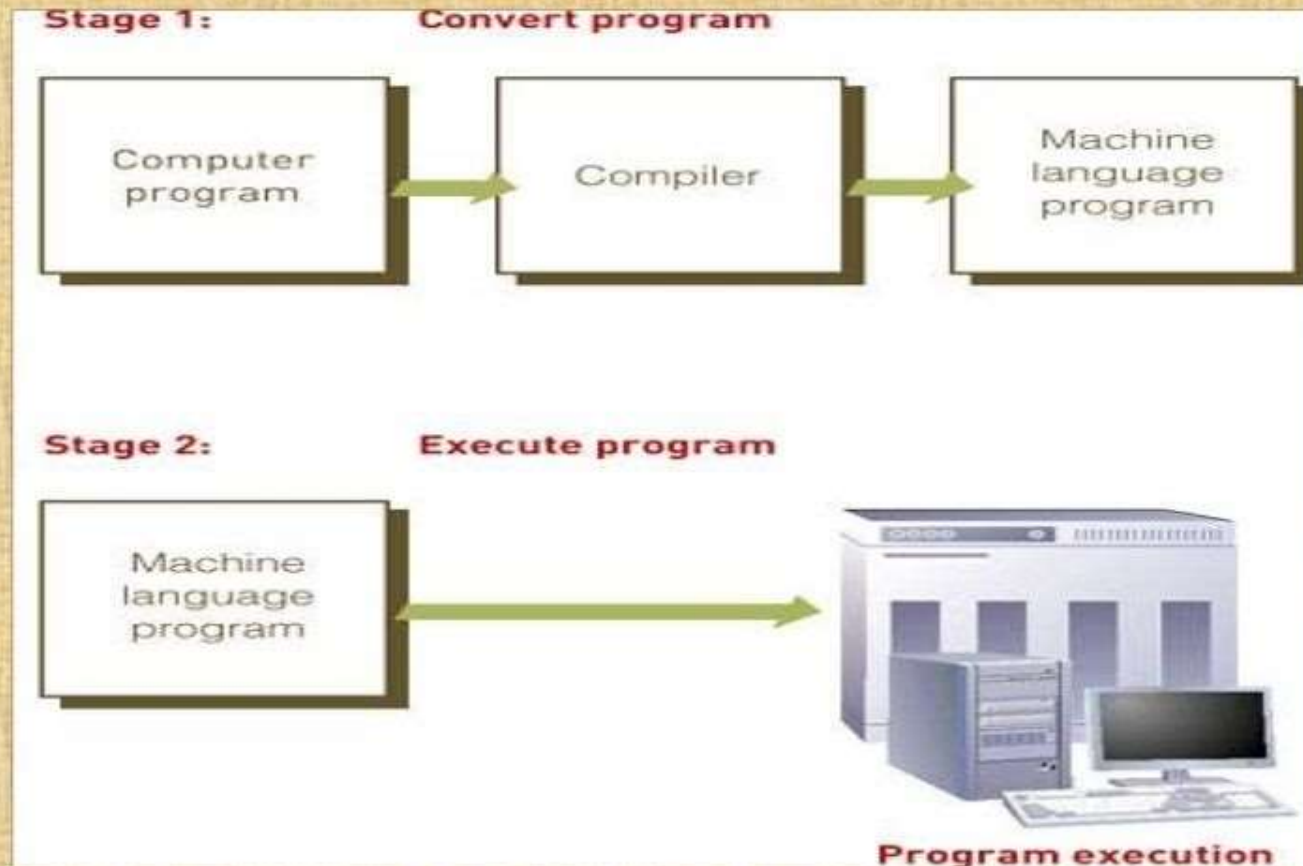 Stage 1: Convert program
Computer
program
Compiler
Machine
language
program
Stage 2: Execute program
Machine
language
program
Program execution